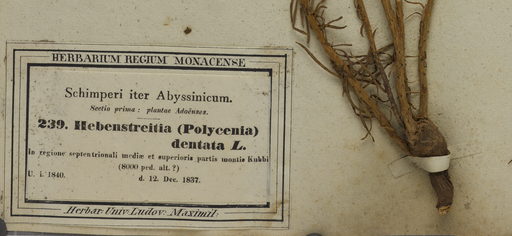 HERBARIUM REGIUM MONACENSE
Schimperi iter Abyssinicum.
Sectio prima: plantae Adoënses.
239. Hebenstreitia (Polycenia)
dentata L.
In regione septentrionali mediae et superioris partis montis Kubbi
(8000 ped. alt.?)
U. i. 1840. d. 12. Dec. 1837.
Herbar. Univ. Ludov. Maximil: